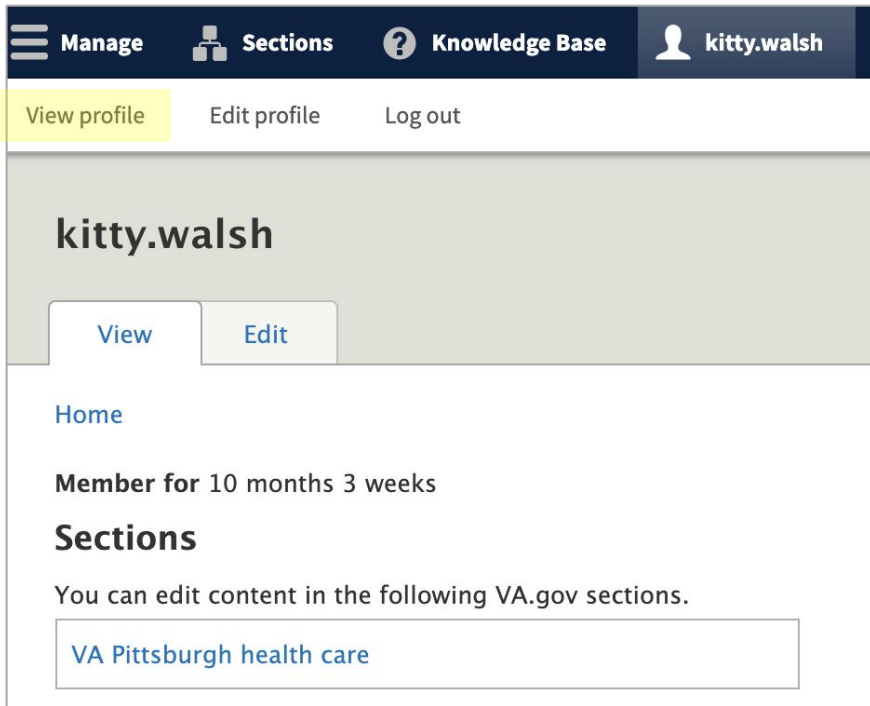 Manage Sections Knowledge Base kitty.walsh
View profile Edit profile Log out
kitty.walsh
View Edit
Home
Member for 10 months 3 weeks
Sections
You can edit content in the following VA.gov sections.
VA Pittsburgh health care